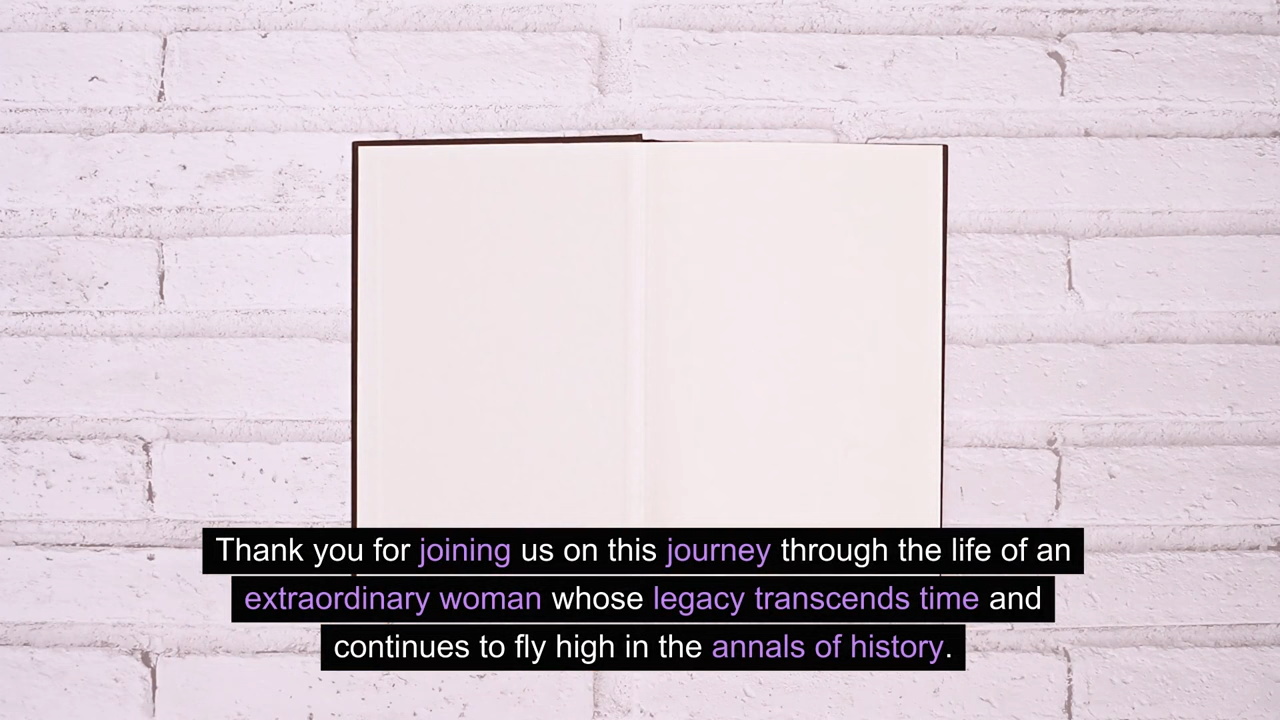 Thank you for joining us on this journey through the life of an
extraordinary woman whose legacy transcends time and
continues to fly high in the annals of history.